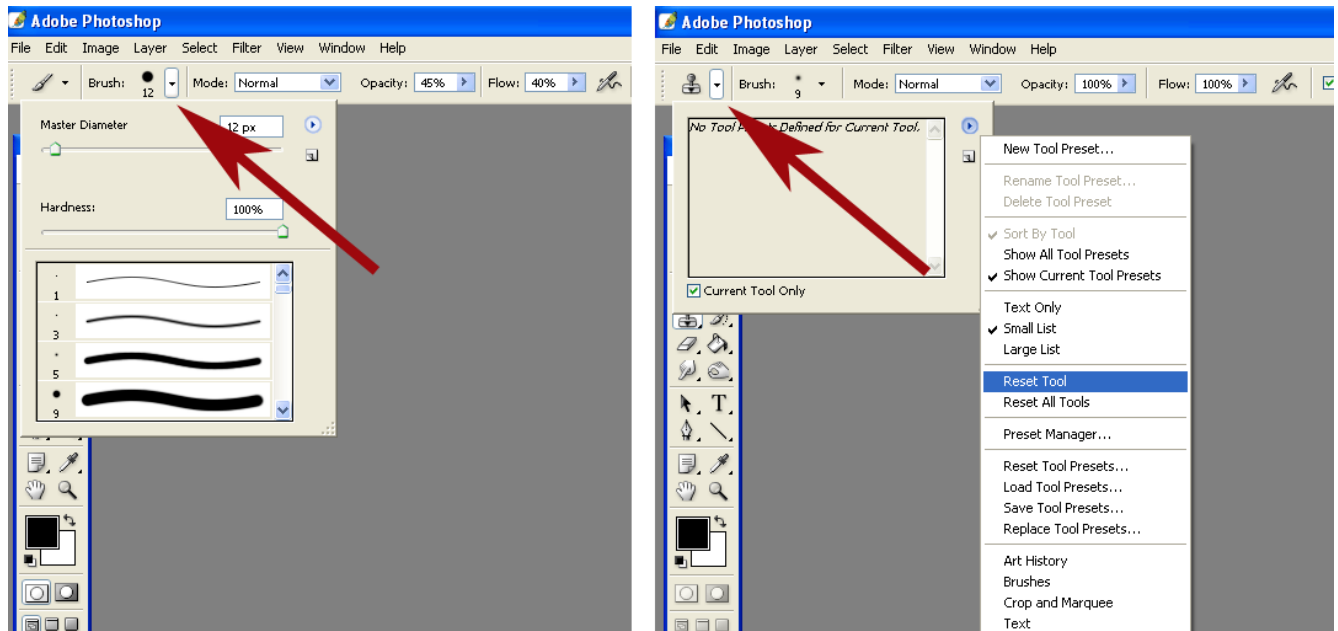 Adobe Photoshop
File Edit Image Layer Select Filter View Window Help
Brush: 12 Mode: Normal Opacity: 45% Flow: 40%
Master Diameter 12 px
Hardness: 100%
1
3
5
9
Adobe Photoshop
File Edit Image Layer Select Filter View Window Help
Brush: 9 Mode: Normal Opacity: 100% Flow: 100%
No Tool Presets Defined for Current Tool.
Current Tool Only
T
New Tool Preset...
Rename Tool Preset...
Delete Tool Preset
Sort By Tool
Show All Tool Presets
Show Current Tool Presets
Text Only
Small List
Large List
Reset Tool
Reset All Tools
Preset Manager...
Reset Tool Presets...
Load Tool Presets...
Save Tool Presets...
Replace Tool Presets...
Art History
Brushes
Crop and Marquee
Text